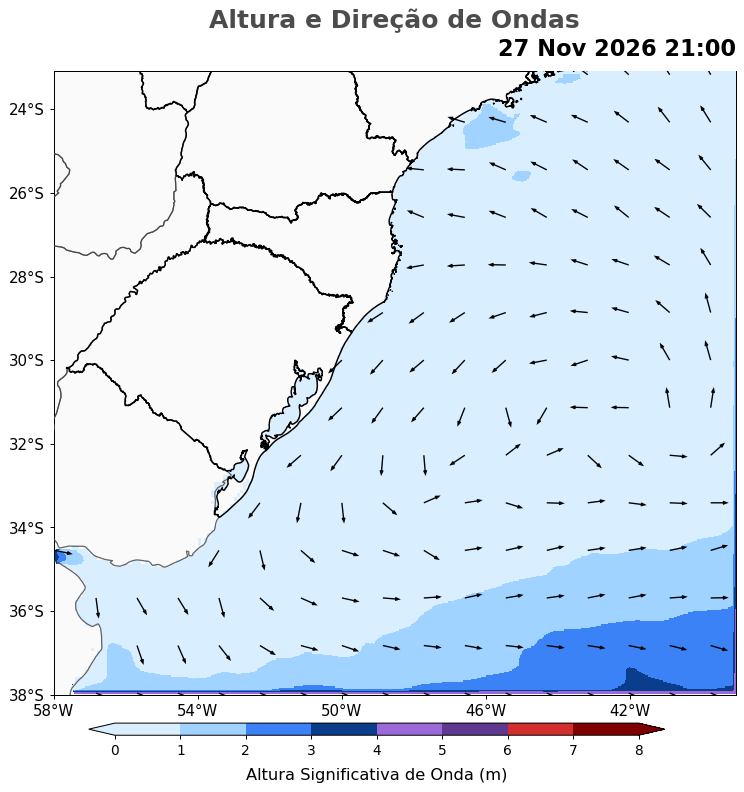 Altura e Direção de Ondas
27 Nov 2026 21:00
24°S
26°S
28°S
30°S
32°S
34°S
36°S
38°S
58°W 54°W 50°W 46°W 42°W
0 1 2 3 4 5 6 7 8
Altura Significativa de Onda (m)